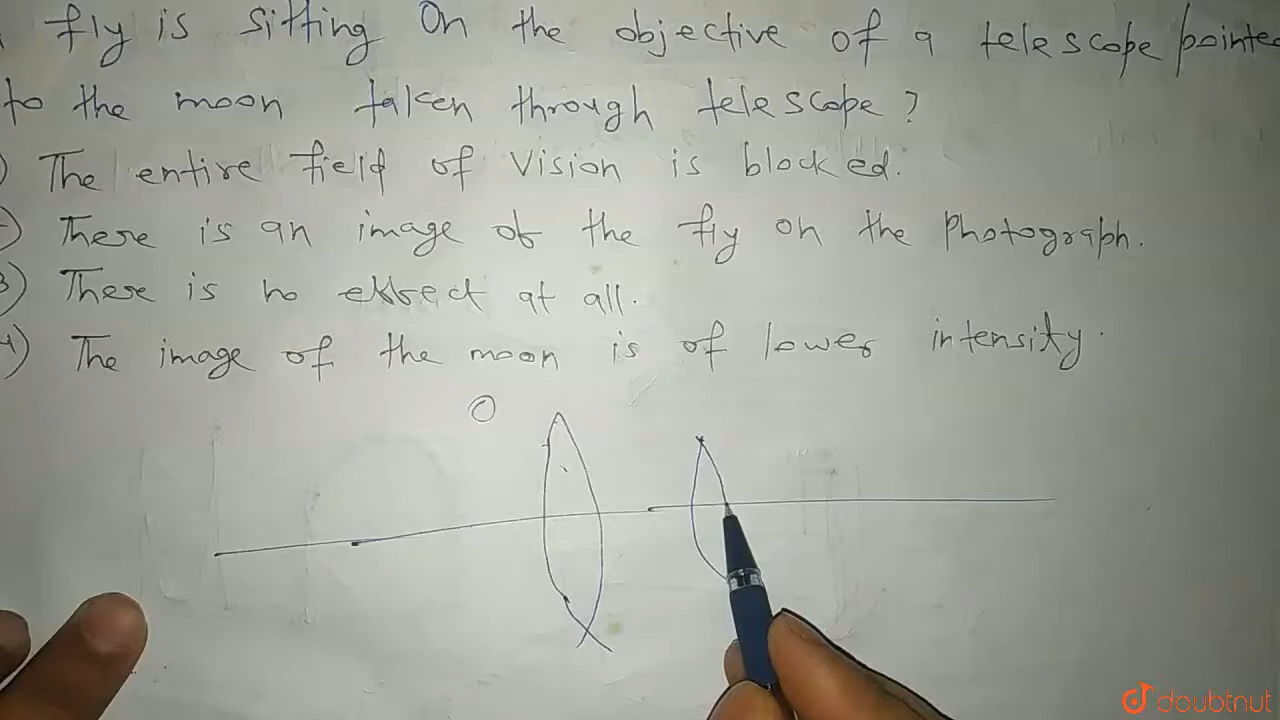 fly is sitting on the objective of a telescope pointed
to the moon taken through telescope?
) The entire field of vision is blocked.
) There is an image of the fly on the photograph.
3) There is no effect at all.
4) The image of the moon is of lower intensity.
O
doubtnut